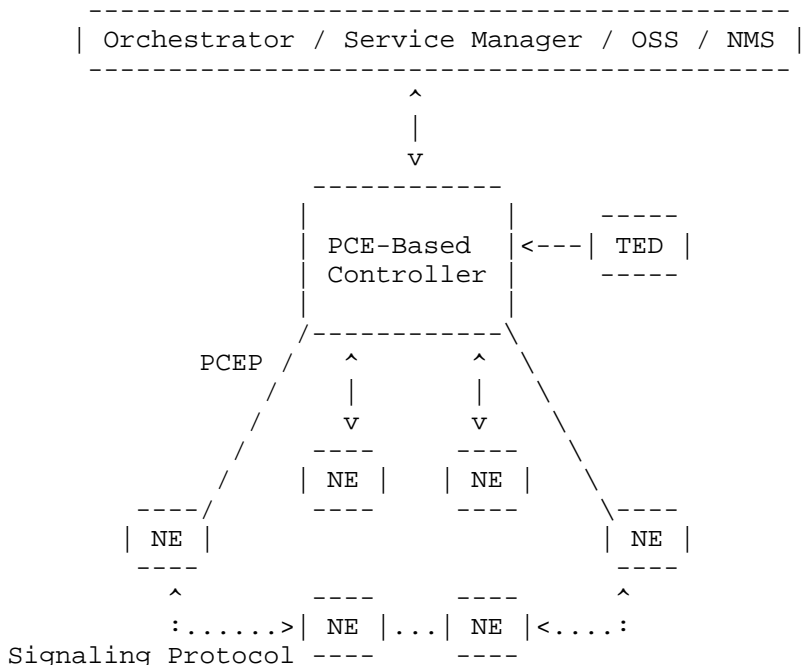 Orchestrator / Service Manager / OSS / NMS
PCE-Based
TED
Controller
PCEP
NE NE
NE NE
NE NE
Signaling Protocol